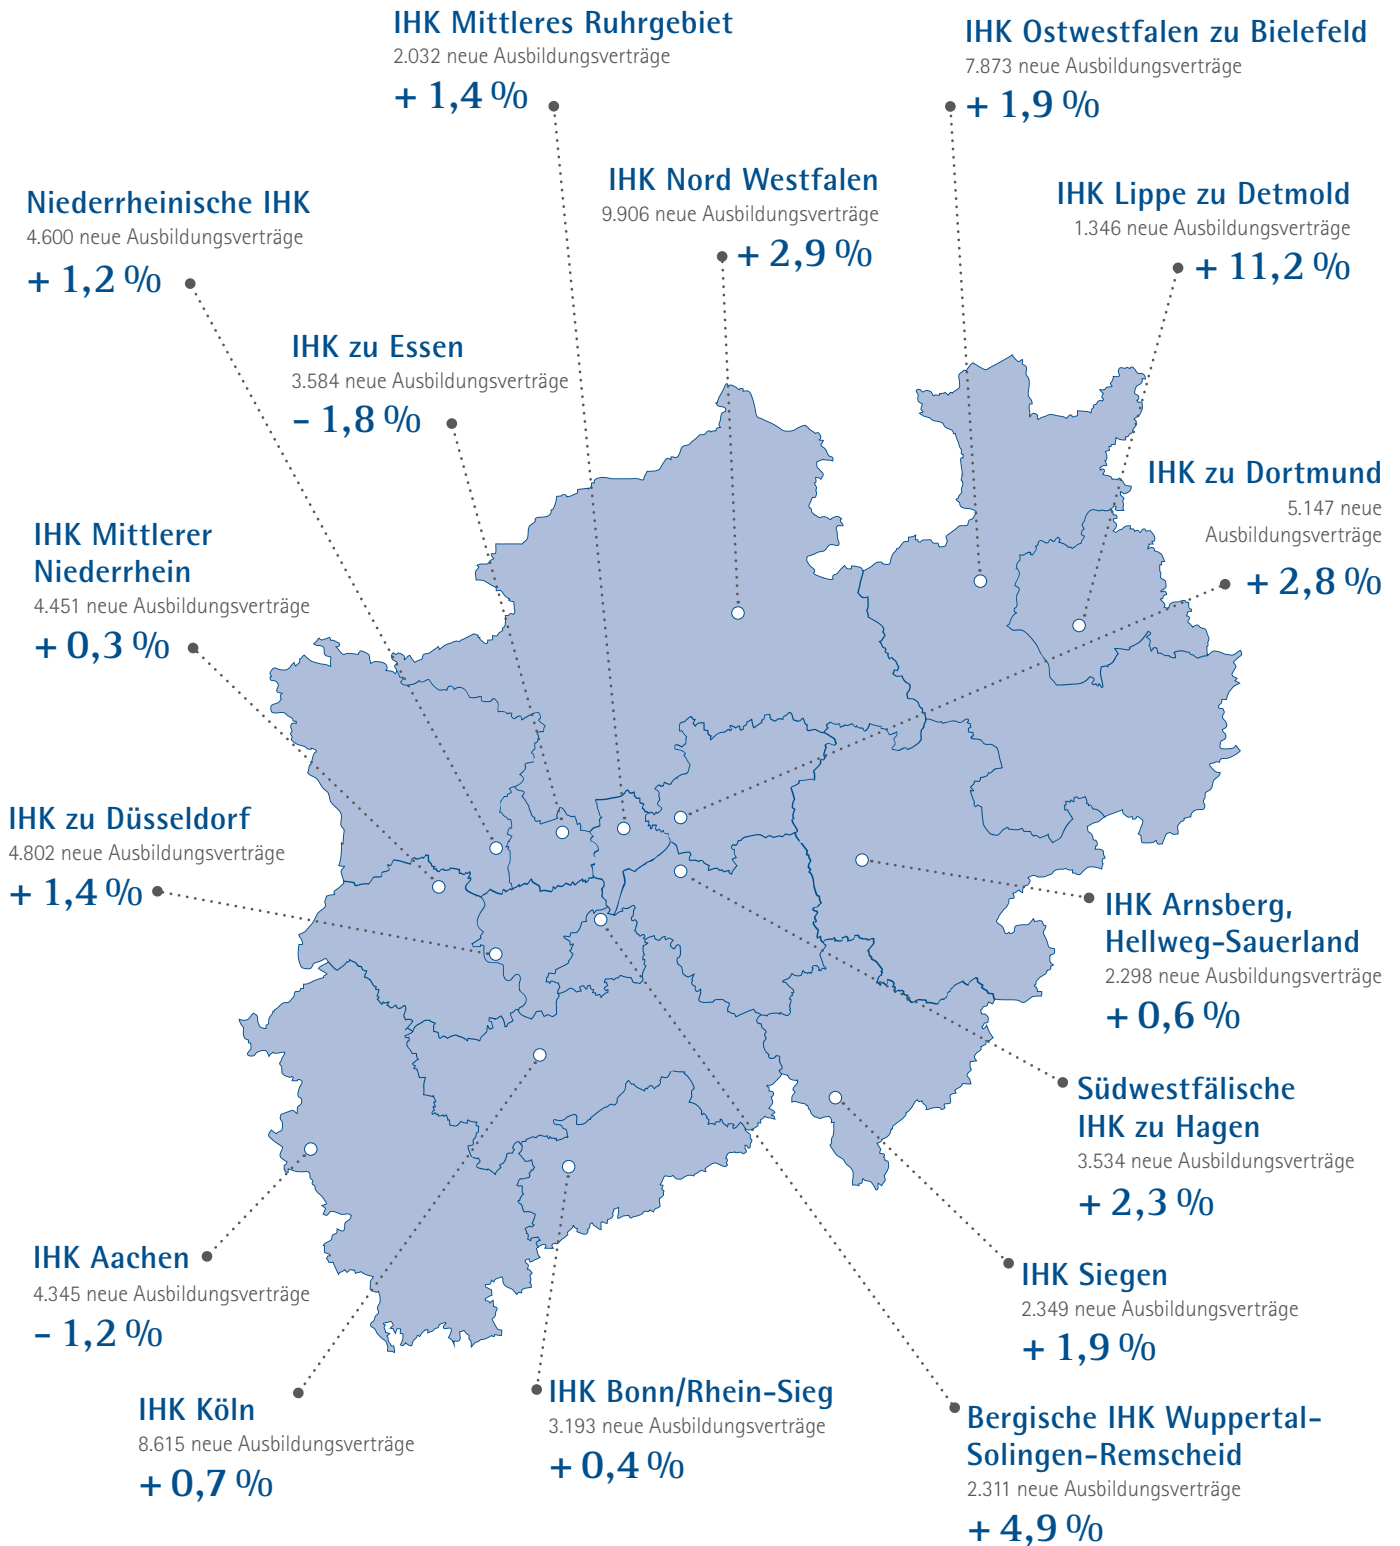 IHK Mittleres Ruhrgebiet
2.032 neue Ausbildungsverträge
+ 1,4 %
IHK Ostwestfalen zu Bielefeld
7.873 neue Ausbildungsverträge
+ 1,9 %
Niederrheinische IHK
4.600 neue Ausbildungsverträge
+ 1,2 %
IHK Nord Westfalen
9.906 neue Ausbildungsverträge
+ 2,9 %
IHK Lippe zu Detmold
1.346 neue Ausbildungsverträge
+ 11,2 %
IHK zu Essen
3.584 neue Ausbildungsverträge
- 1,8 %
IHK zu Dortmund
5.147 neue
Ausbildungsverträge
+ 2,8 %
IHK Mittlerer
Niederrhein
4.451 neue Ausbildungsverträge
+ 0,3 %
IHK zu Düsseldorf
4.802 neue Ausbildungsverträge
+ 1,4 %
IHK Arnsberg,
Hellweg-Sauerland
2.298 neue Ausbildungsverträge
+ 0,6 %
Südwestfälische
IHK zu Hagen
3.534 neue Ausbildungsverträge
+ 2,3 %
IHK Aachen
4.345 neue Ausbildungsverträge
- 1,2 %
IHK Siegen
2.349 neue Ausbildungsverträge
+ 1,9 %
IHK Köln
8.615 neue Ausbildungsverträge
+ 0,7 %
IHK Bonn/Rhein-Sieg
3.193 neue Ausbildungsverträge
+ 0,4 %
Bergische IHK Wuppertal-
Solingen-Remscheid
2.311 neue Ausbildungsverträge
+ 4,9 %